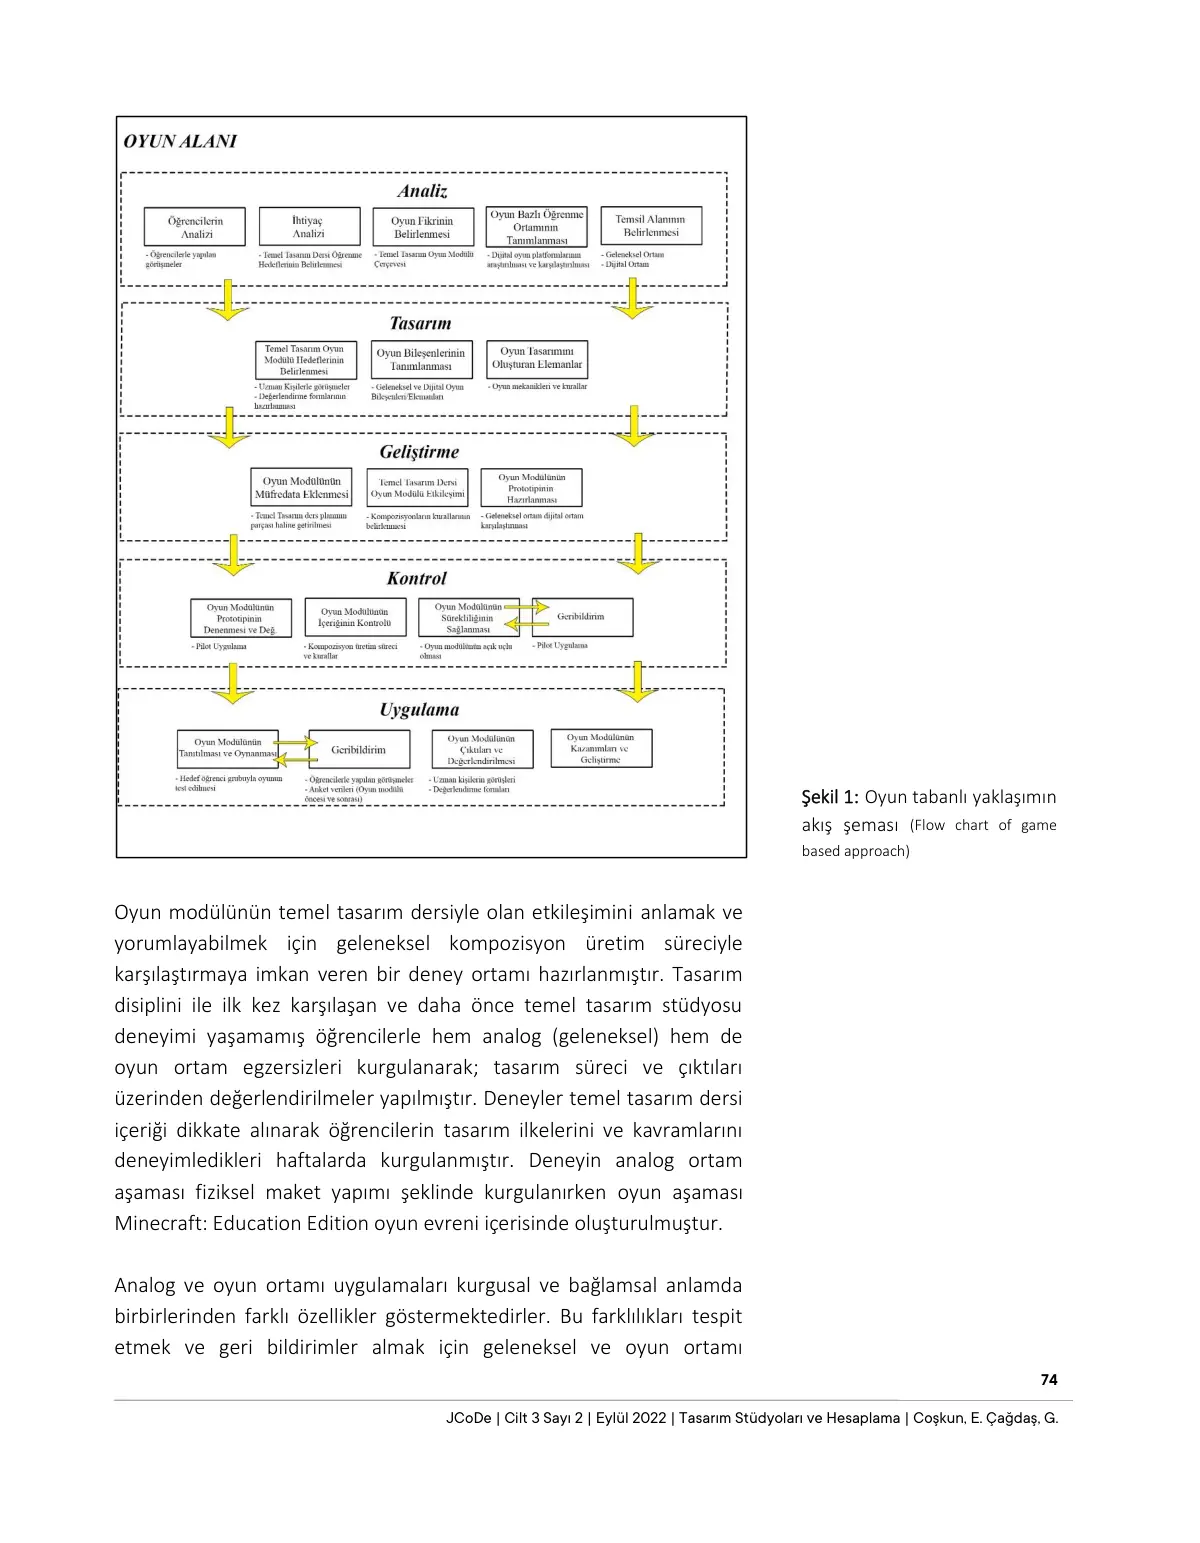 OYUN ALANI
Analiz
Öğrencilerin
Analizi
- Öğrencilerle yapılan
görüşmeler
İhtiyaç
Analizi
- Temel Tasarım Dersi Öğrenme
Hedeflerinin Belirlenmesi
Oyun Fikrinin
Belirlenmesi
- Temel Tasarım Oyun Modülü
Çerçevesi
Oyun Bazlı Öğrenme
Ortamının
Tanımlanması
- Dijital oyun platformlarının
araştırılması ve karşılaştırılması
Temsil Alanının
Belirlenmesi
- Geleneksel Ortam
- Dijital Ortam
Tasarım
Temel Tasarım Oyun
Modülü Hedeflerinin
Belirlenmesi
- Uzman Kişilerle görüşmeler
- Değerlendirme formlarının
hazırlanması
Oyun Bileşenlerinin
Tanımlanması
- Geleneksel ve Dijital Oyun
Bileşenleri/Elemanları
Oyun Tasarımını
Oluşturan Elemanlar
- Oyun mekanikleri ve kurallar
Geliştirme
Oyun Modülünün
Müfredata Eklenmesi
- Temel Tasarım ders planının
parçası haline getirilmesi
Temel Tasarım Dersi
Oyun Modülü Etkileşimi
- Kompozisyonların kurallarının
belirlenmesi
Oyun Modülünün
Prototipinin
Hazırlanması
- Geleneksel ortam dijital ortam
karşılaştırması
Kontrol
Oyun Modülünün
Prototipinin
Denenmesi ve Değ.
- Pilot Uygulama
Oyun Modülünün
İçeriğinin Kontrolü
- Kompozisyon üretim süreci
ve kurallar
Oyun Modülünün
Sürekliliğinin
Sağlanması
- Oyun modülünün açık uçlu
olması
Geribildirim
- Pilot Uygulama
Uygulama
Oyun Modülünün
Tanıtılması ve Oynanması
- Hedef öğrenci grubuyla oyunun
test edilmesi
Geribildirim
- Öğrencilerle yapılan görüşmeler
- Anket verileri (Oyun modülü
öncesi ve sonrası)
Oyun Modülünün
Çıktıları ve
Değerlendirilmesi
- Uzman kişilerin görüşleri
- Değerlendirme formları
Oyun Modülünün
Kazanımları ve
Geliştirme
Şekil 1: Oyun tabanlı yaklaşımın
akış şeması (Flow chart of game
based approach)
Oyun modülünün temel tasarım dersiyle olan etkileşimini anlamak ve
yorumlayabilmek için geleneksel kompozisyon üretim süreciyle
karşılaştırmaya imkan veren bir deney ortamı hazırlanmıştır. Tasarım
disiplini ile ilk kez karşılaşan ve daha önce temel tasarım stüdyosu
deneyimi yaşamamış öğrencilerle hem analog (geleneksel) hem de
oyun ortam egzersizleri kurgulanarak; tasarım süreci ve çıktıları
üzerinden değerlendirilmeler yapılmıştır. Deneyler temel tasarım dersi
içeriği dikkate alınarak öğrencilerin tasarım ilkelerini ve kavramlarını
deneyimledikleri haftalarda kurgulanmıştır. Deneyin analog ortam
aşaması fiziksel maket yapımı şeklinde kurgulanırken oyun aşaması
Minecraft: Education Edition oyun evreni içerisinde oluşturulmuştur.
Analog ve oyun ortamı uygulamaları kurgusal ve bağlamsal anlamda
birbirlerinden farklı özellikler göstermektedirler. Bu farklılıkları tespit
etmek ve geri bildirimler almak için geleneksel ve oyun ortamı
74
JCoDe | Cilt 3 Sayı 2 | Eylül 2022 | Tasarım Stüdyoları ve Hesaplama | Coşkun, E. Çağdaş, G.